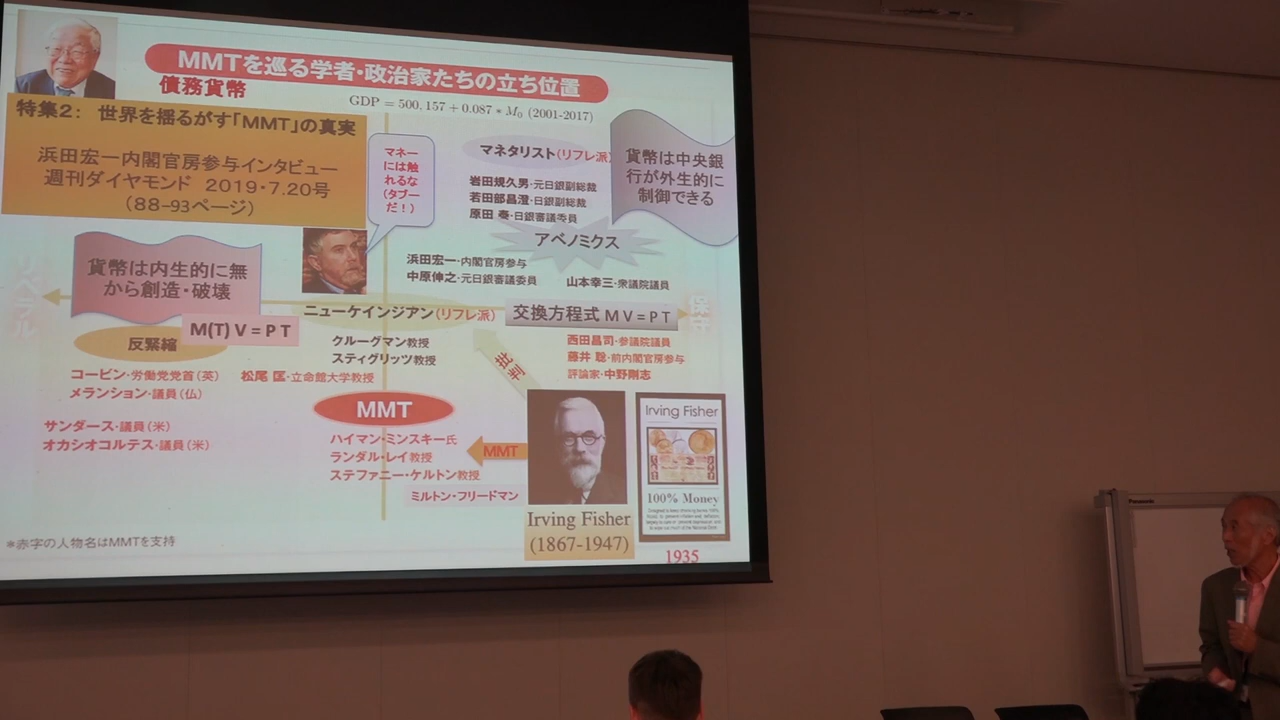 MMTを巡る学者・政治家たちの立ち位置
債務貨幣
GDP = 500,157 + 0.087 * M₀ (2001-2017)
特集2： 世界を揺るがす「MMT」の真実
浜田宏一内閣官房参与インタビュー
週刊ダイヤモンド 2019・7.20号
(88-93ページ)
マネー
には触
れるな
(タブー
だ！)
マネタリスト(リフレ派)
岩田規久男・元日銀副総裁
若田部昌澄・日銀副総裁
原田 泰・日銀審議委員
貨幣は中央銀
行が外生的に
制御できる
アベノミクス
浜田宏一・内閣官房参与
中原伸之・元日銀審議委員
山本幸三・衆議院議員
貨幣は内生的に無
から創造・破壊
リベラル
保守
ニューケインジアン(リフレ派)
交換方程式 M V = P T
M(T) V = P T
反緊縮
クルーグマン教授
スティグリッツ教授
西田昌司・参議院議員
藤井 聡・前内閣官房参与
評論家・中野剛志
批判
コービン・労働党党首(英)
メランション・議員(仏)
松尾 匡・立命館大学教授
サンダース・議員(米)
オカシオコルテス・議員(米)
MMT
ハイマン・ミンスキー氏
ランダル・レイ教授
ステファニー・ケルトン教授
ミルトン・フリードマン
MMT
Irving Fisher
(1867-1947)
Irving Fisher
100% Money
1935
＊赤字の人物名はMMTを支持
Panasonic